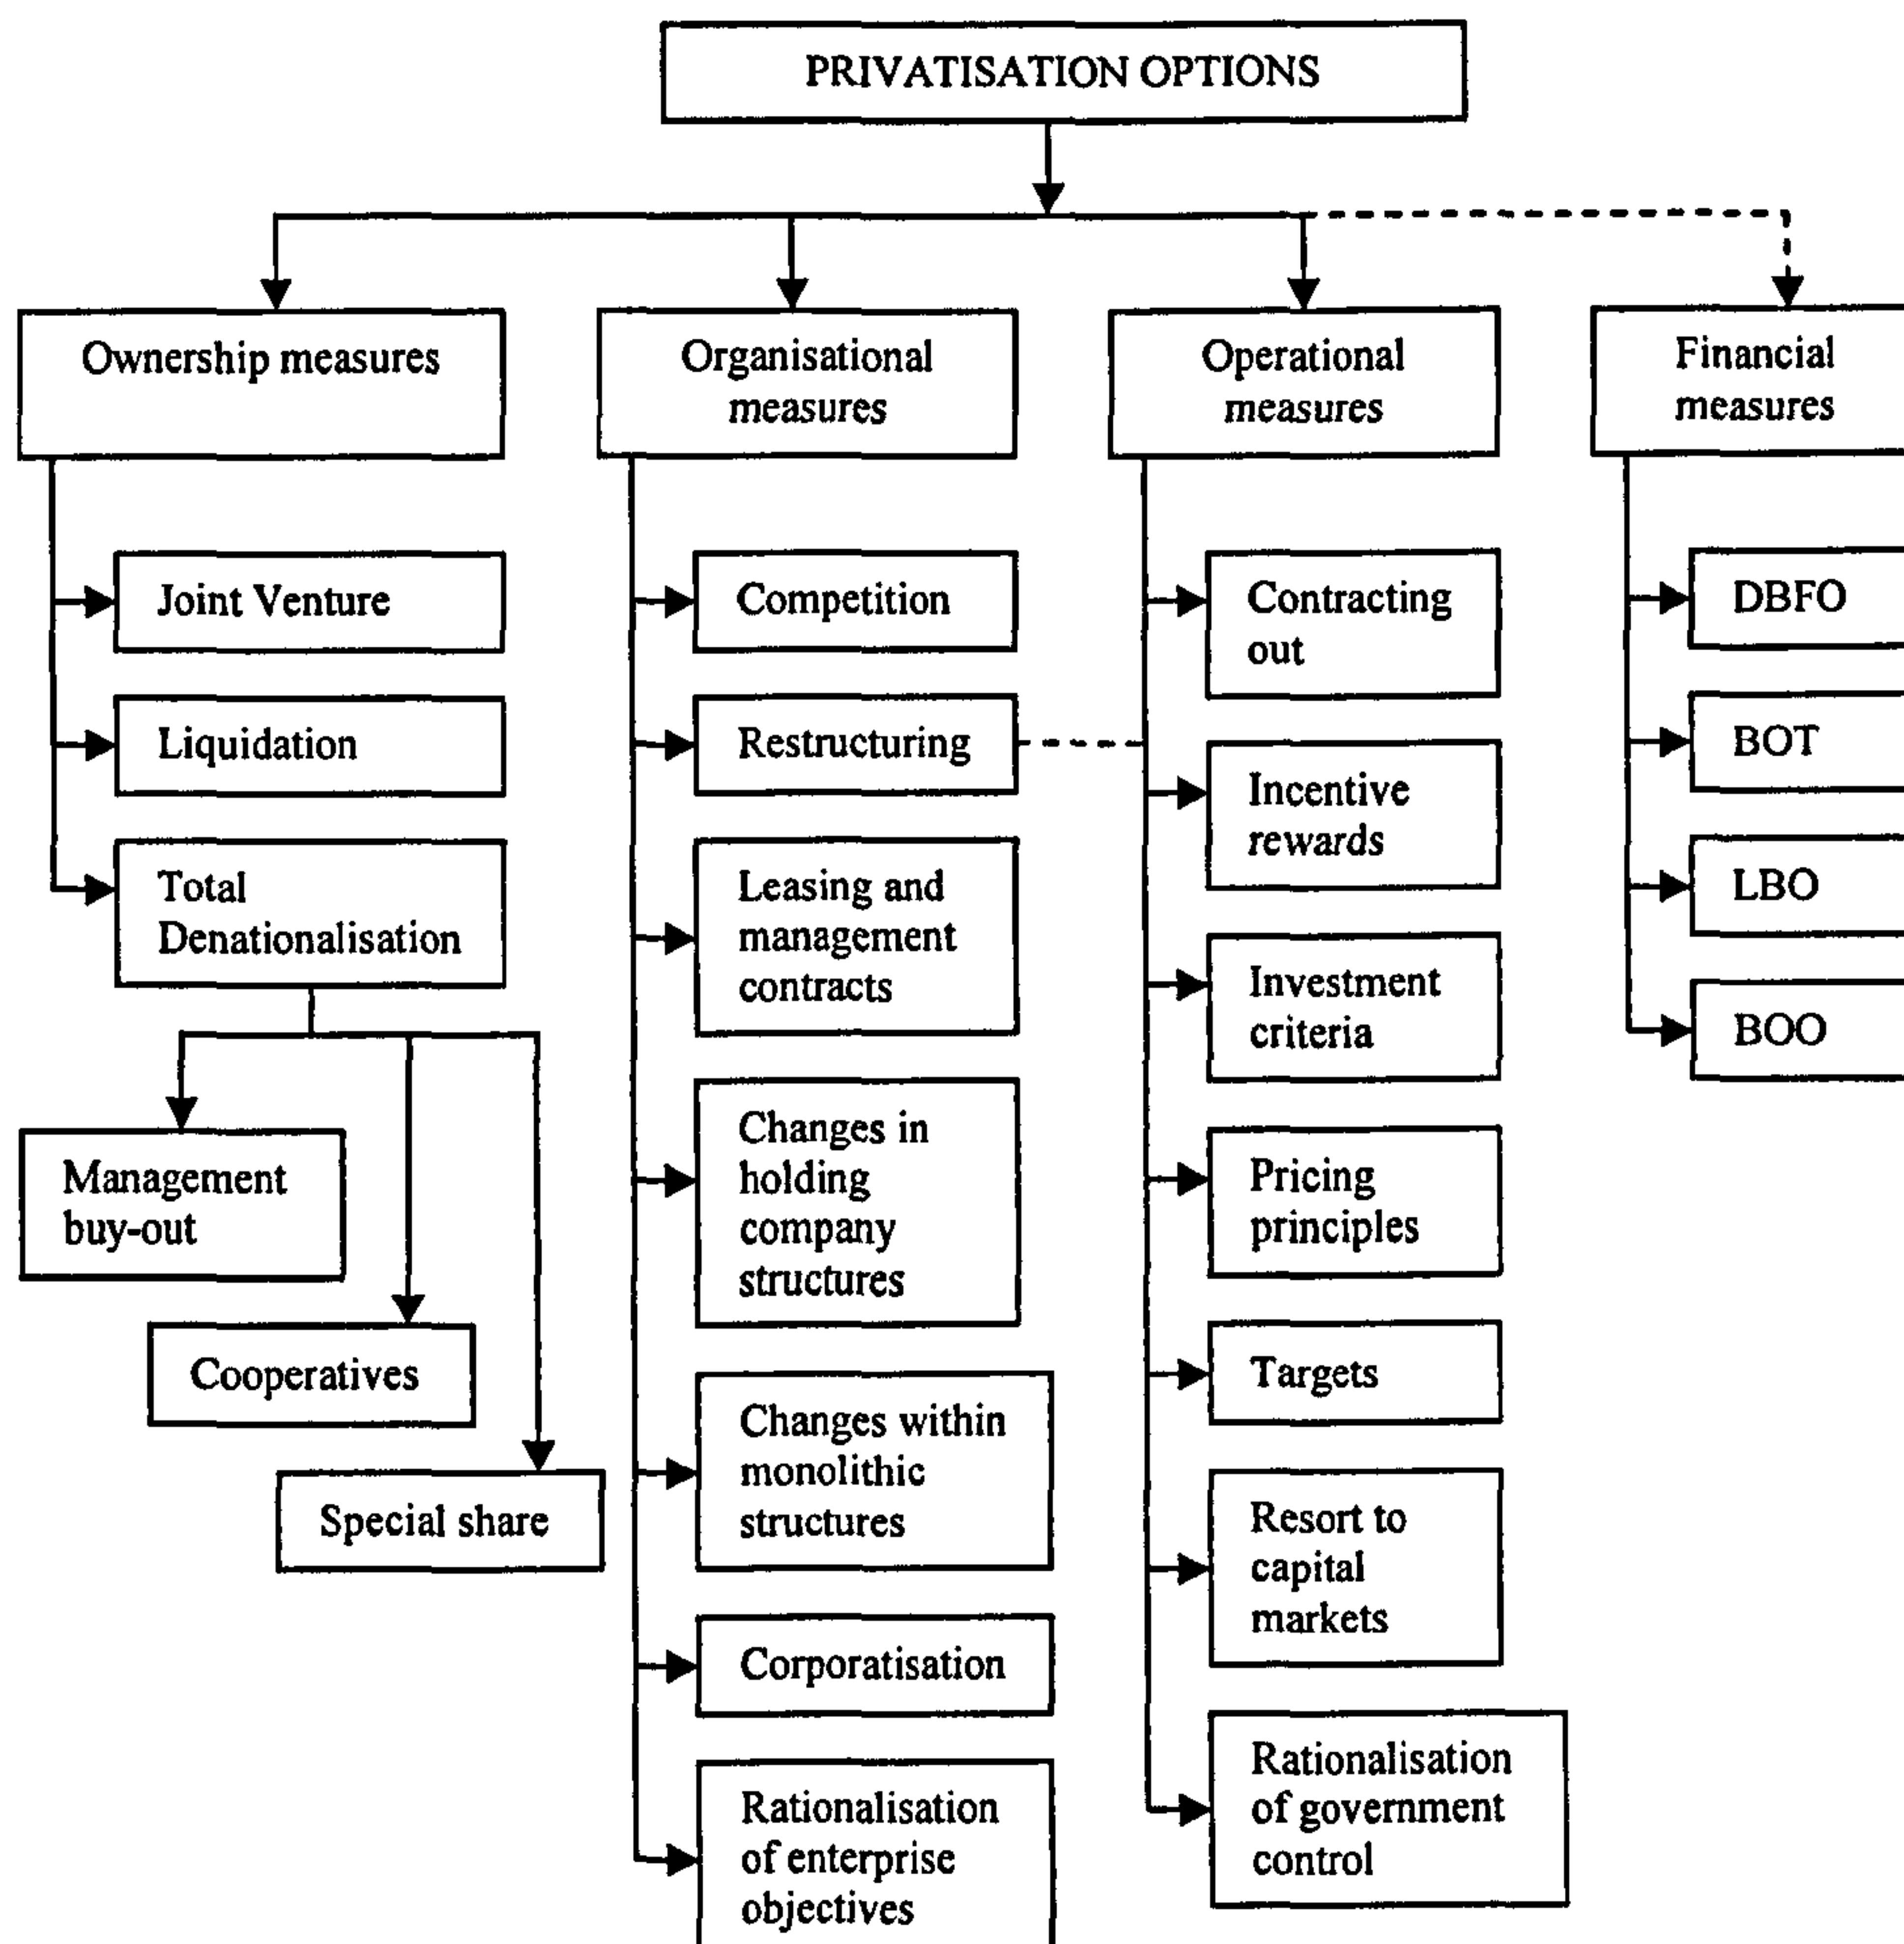 PRIVATISATION OPTIONS
Ownership measures
Joint Venture
Liquidation
Total
Denationalisation
Management
buy-out
Cooperatives
Special share
Organisational
measures
Competition
Restructuring
Leasing and
management
contracts
Changes in
holding
company
structures
Changes within
monolithic
structures
Corporatisation
Rationalisation
of enterprise
objectives
Operational
measures
Contracting
out
Incentive
rewards
Investment
criteria
Pricing
principles
Targets
Resort to
capital
markets
Rationalisation
of government
control
Financial
measures
DBFO
BOT
LBO
BOO